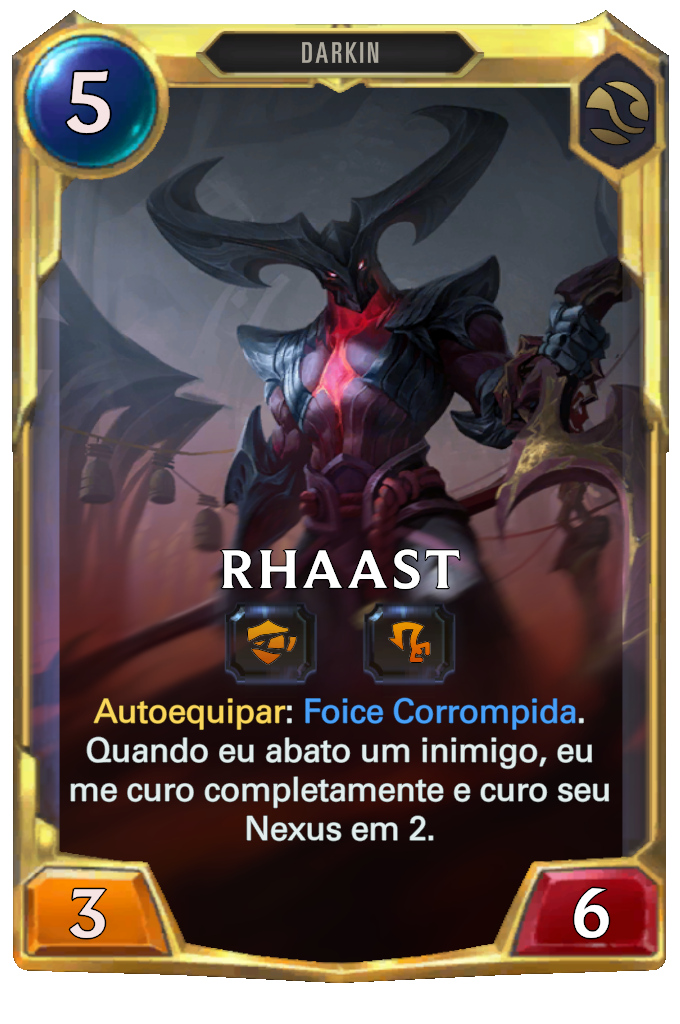 DARKIN
5
RHAAST
Autoequipar: Foice Corrompida.
Quando eu abato um inimigo, eu
me curo completamente e curo seu
Nexus em 2.
3
6